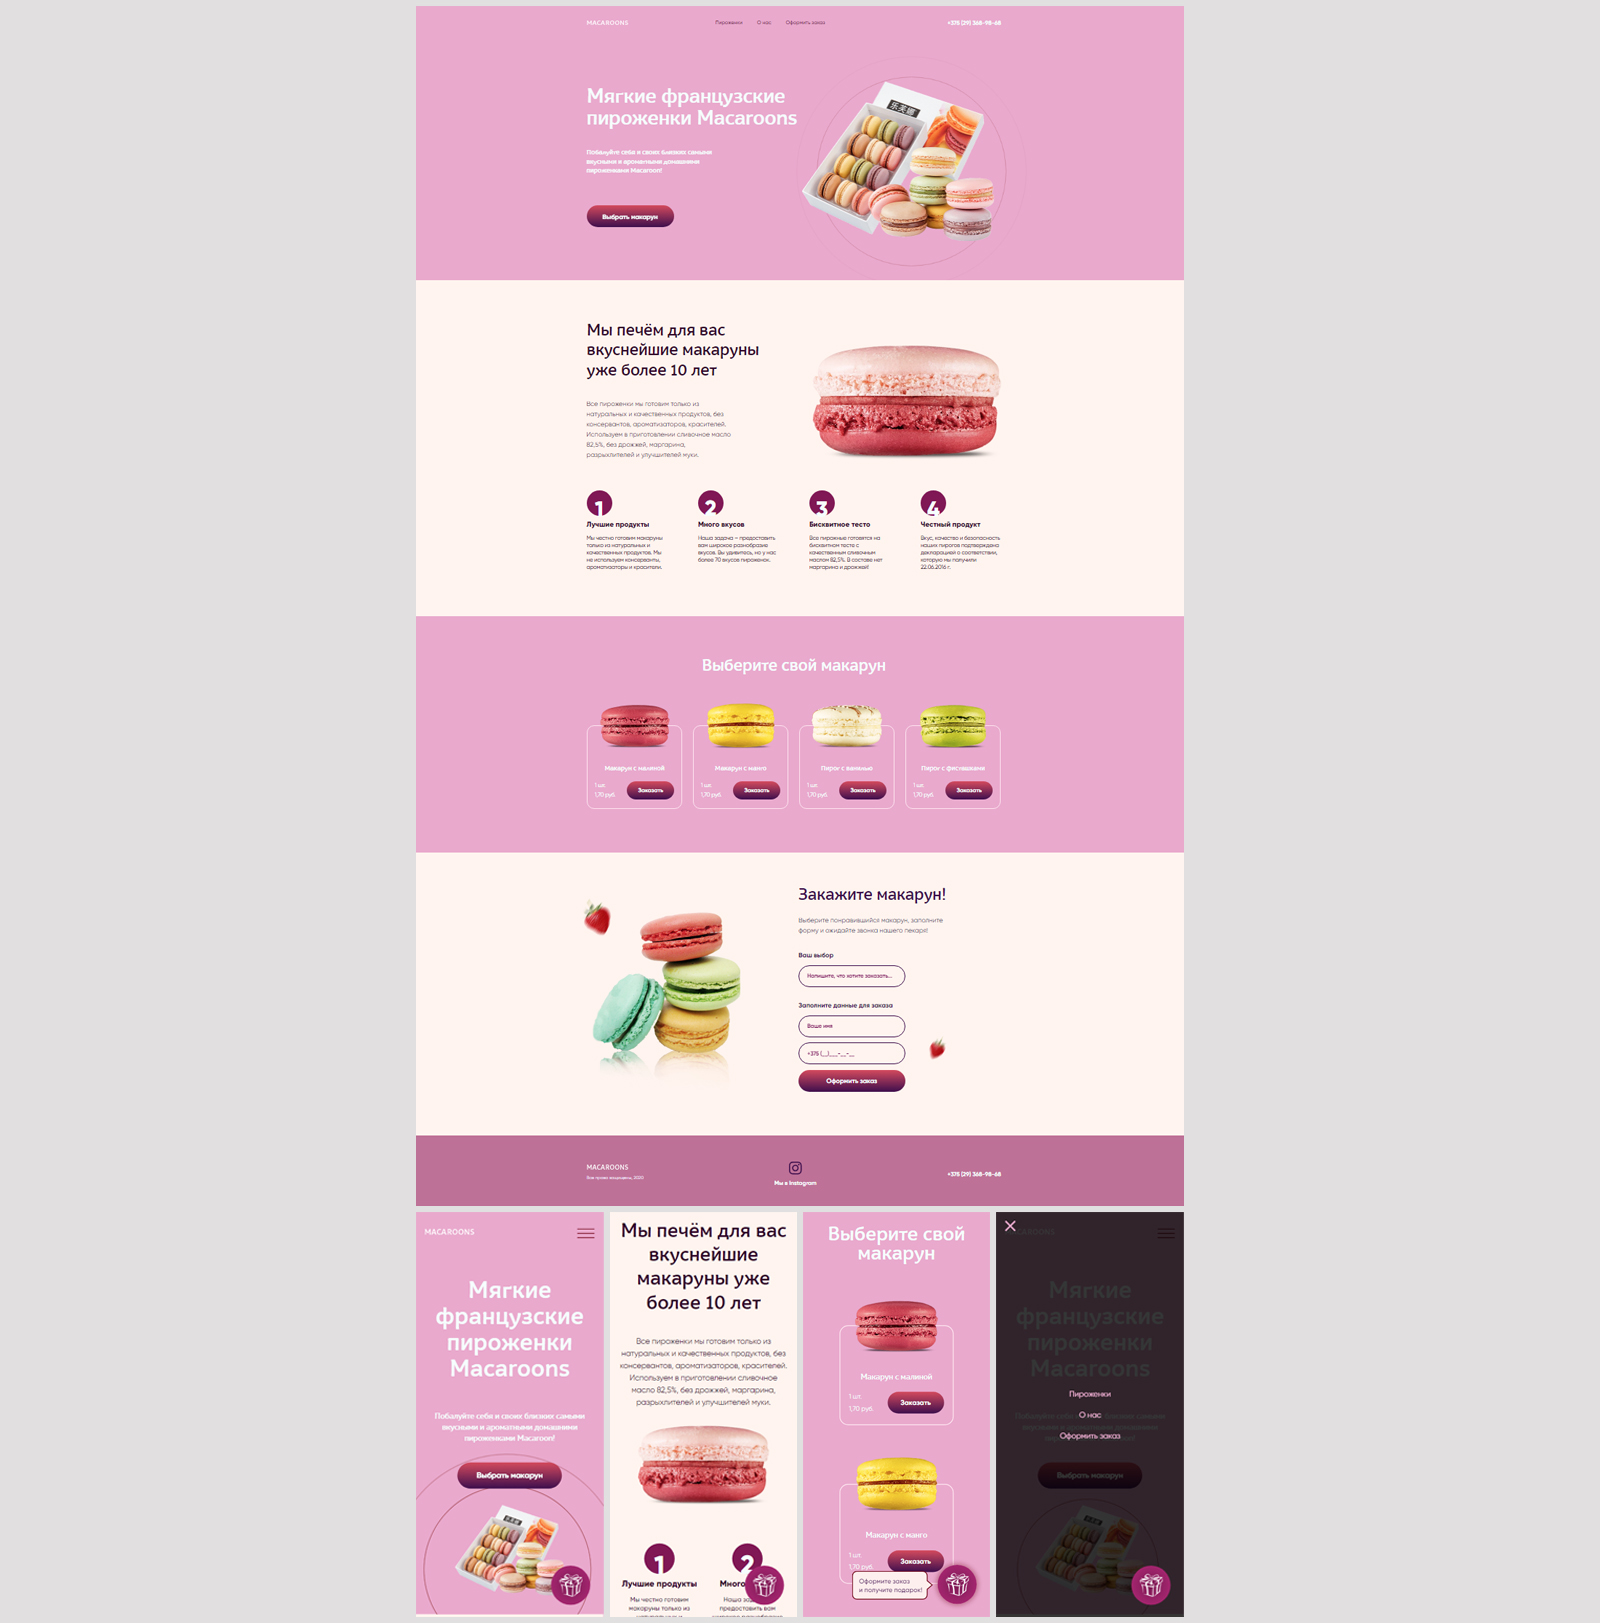 MACAROONS
Пироженки О нас Оформить заказ
+375 (29) 368-98-68
Мягкие французские
пироженки Macaroons
Побалуйте себя и своих близких самыми
вкусными и ароматными домашними
пироженками Macaroon!
Выбрать макарун
Мы печём для вас
вкуснейшие макаруны
уже более 10 лет
Все пироженки мы готовим только из
натуральных и качественных продуктов, без
консервантов, ароматизаторов, красителей.
Используем в приготовлении сливочное масло
82,5%, без дрожжей, маргарина,
разрыхлителей и улучшителей муки.
1
Лучшие продукты
Мы честно готовим макаруны
только из натуральных и
качественных продуктов. Мы
не используем консерванты,
ароматизаторы и красители.
2
Много вкусов
Наша задача – предоставить
вам широкое разнообразие
вкусов. Вы удивитесь, но у нас
более 70 вкусов пироженок.
3
Бисквитное тесто
Все пирожные готовятся на
бисквитном тесте с
качественным сливочным
маслом 82,5%. В составе нет
маргарина и дрожжей!
4
Честный продукт
Вкус, качество и безопасность
наших пирогов подтверждена
декларацией о соответствии,
которую мы получили
22.06.2016 г.
Выберите свой макарун
Макарун с малиной
1 шт.
1,70 руб.
Заказать
Макарун с манго
1 шт.
1,70 руб.
Заказать
Пирог с ванилью
1 шт.
1,70 руб.
Заказать
Пирог с фисташками
1 шт.
1,70 руб.
Заказать
Закажите макарун!
Выберите понравившийся макарун, заполните
форму и ожидайте звонка нашего пекаря!
Ваш выбор
Напишите, что хотите заказать...
Заполните данные для заказа
Ваше имя
+375 (__)___-__-__
Оформить заказ
MACAROONS
Все права защищены, 2020
Мы в Instagram
+375 (29) 368-98-68
MACAROONS
Мягкие
французские
пироженки
Macaroons
Побалуйте себя и своих близких самыми
вкусными и ароматными домашними
пироженками Macaroon!
Выбрать макарун
Мы печём для вас
вкуснейшие
макаруны уже
более 10 лет
Все пироженки мы готовим только из
натуральных и качественных продуктов, без
консервантов, ароматизаторов, красителей.
Используем в приготовлении сливочное
масло 82,5%, без дрожжей, маргарина,
разрыхлителей и улучшителей муки.
1
Лучшие продукты
Мы честно готовим
макаруны только из
2
Много
Наша
предоставить вам
Выберите свой
макарун
Макарун с малиной
1 шт.
1,70 руб.
Заказать
Макарун с манго
1 шт.
1,70 руб.
Заказать
Оформите заказ
и получите подарок!
MACAROONS
Мягкие
французские
пироженки
Macaroons
Пироженки
О нас
Оформить заказ
Выбрать макарун